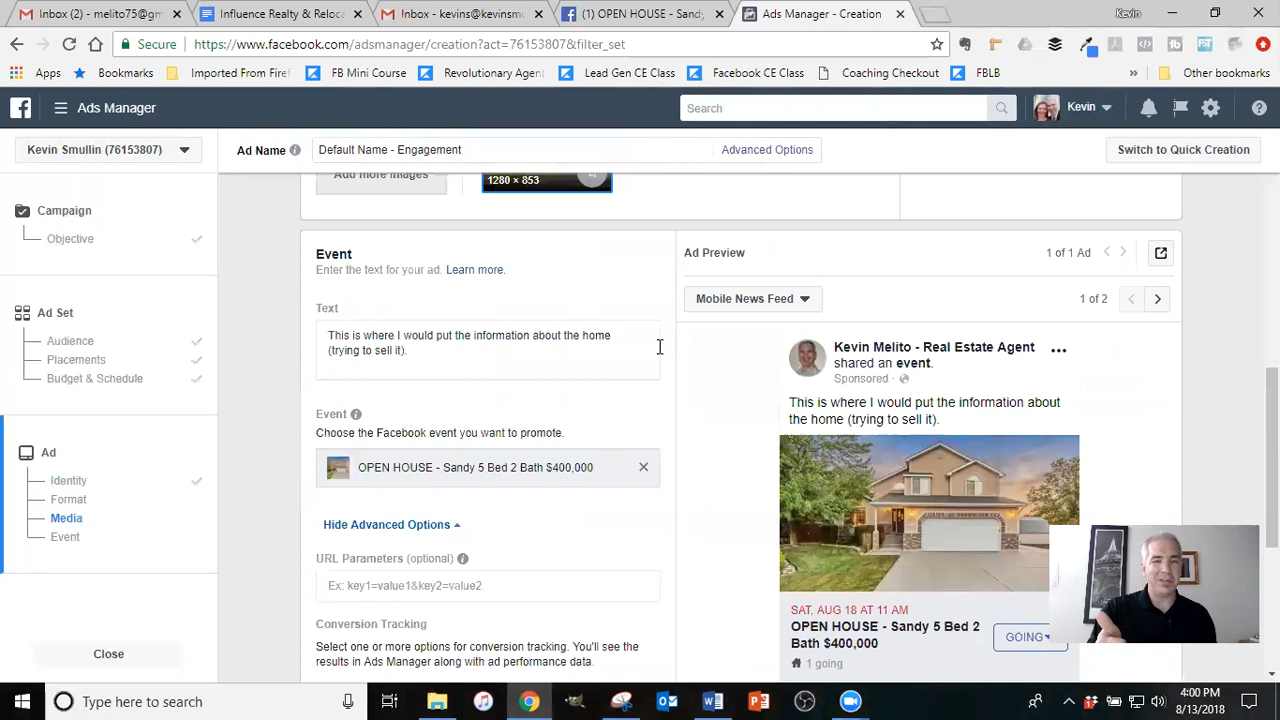 Inbox (2) - melito75@gm
Influence Realty & Reloca
Inbox - kevins@kevinsmu
(1) OPEN HOUSE - Sandy
Ads Manager - Creation
Kevin
Secure
https://www.facebook.com/adsmanager/creation?act=76153807&filter_set
Apps
Bookmarks
Imported From Firef
FB Mini Course
Revolutionary Agent
Lead Gen CE Class
Facebook CE Class
Coaching Checkout
FBLB
»
Other bookmarks
Ads Manager
Search
Kevin
Kevin Smullin (76153807)
Ad Name
Default Name - Engagement
Advanced Options
Switch to Quick Creation
Campaign
Objective
Ad Set
Audience
Placements
Budget & Schedule
Ad
Identity
Format
Media
Event
Close
Add more images
1280 × 853
Event
Enter the text for your ad. Learn more.
Text
This is where I would put the information about the home
(trying to sell it).
Event
Choose the Facebook event you want to promote.
OPEN HOUSE - Sandy 5 Bed 2 Bath $400,000
Hide Advanced Options
URL Parameters (optional)
Ex: key1=value1&key2=value2
Conversion Tracking
Select one or more options for conversion tracking. You'll see the
results in Ads Manager along with ad performance data.
Ad Preview
1 of 1 Ad
Mobile News Feed
1 of 2
Kevin Melito - Real Estate Agent
shared an event.
Sponsored
This is where I would put the information about
the home (trying to sell it).
SAT, AUG 18 AT 11 AM
OPEN HOUSE - Sandy 5 Bed 2
Bath $400,000
GOING
1 going
Type here to search
4:00 PM
8/13/2018